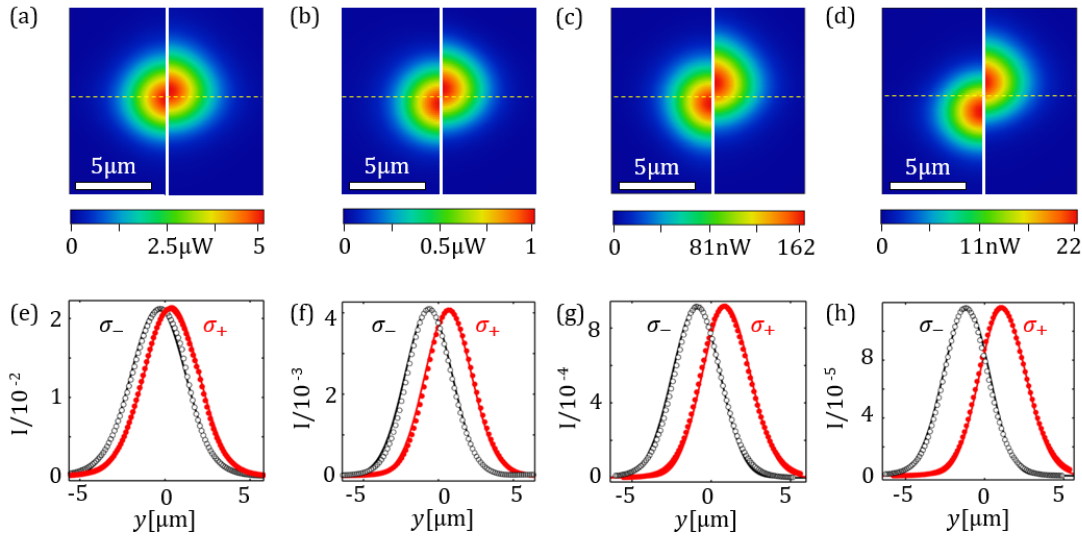 (a) (b) (c) (d)
5μm 5μm 5μm 5μm
0 2.5μW 5 0 0.5μW 1 0 81nW 162 0 11nW 22
(e) (f) (g) (h)
σ− σ+ σ− σ+ σ− σ+ σ− σ+
I/10⁻² 0 1 2
I/10⁻³ 0 2 4
I/10⁻⁴ 0 4 8
I/10⁻⁵ 0 5 10
-5 0 5 -5 0 5 -5 0 5 -5 0 5
y[μm] y[μm] y[μm] y[μm]